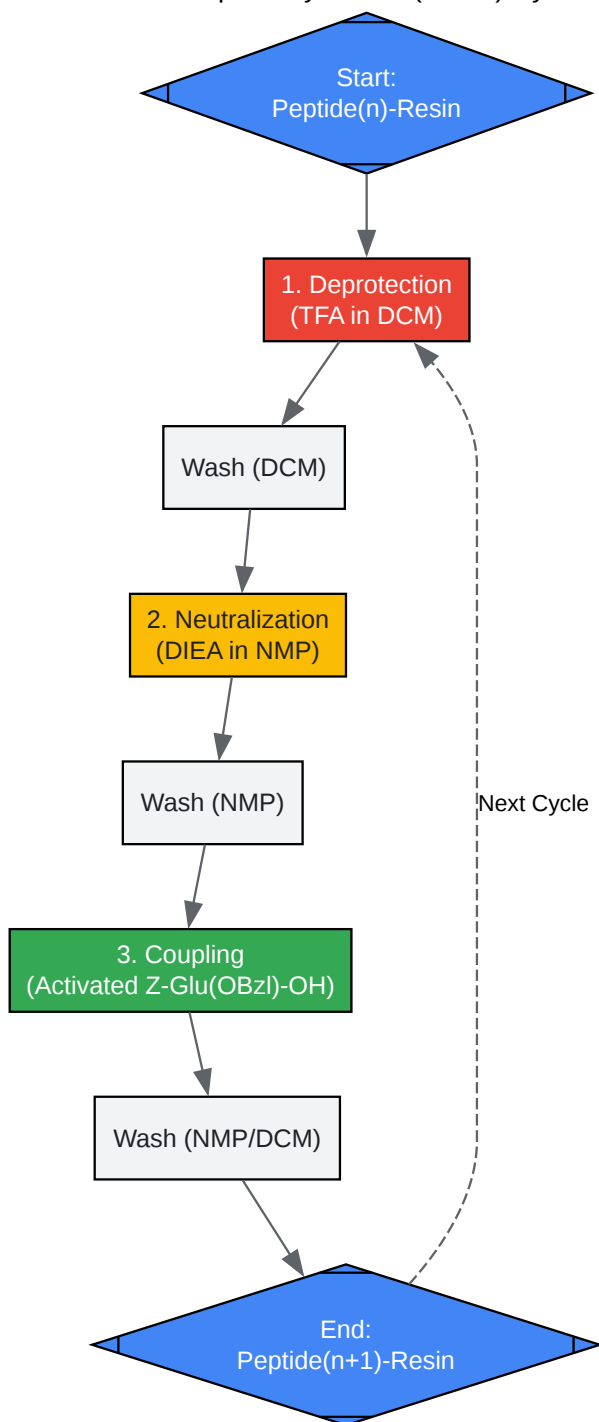 Start:
Peptide(n)-Resin
1. Deprotection
(TFA in DCM)
Wash (DCM)
2. Neutralization
(DIEA in NMP)
Wash (NMP)
Next Cycle
3. Coupling
(Activated Z-Glu(OBzl)-OH)
Wash (NMP/DCM)
End:
Peptide(n+1)-Resin